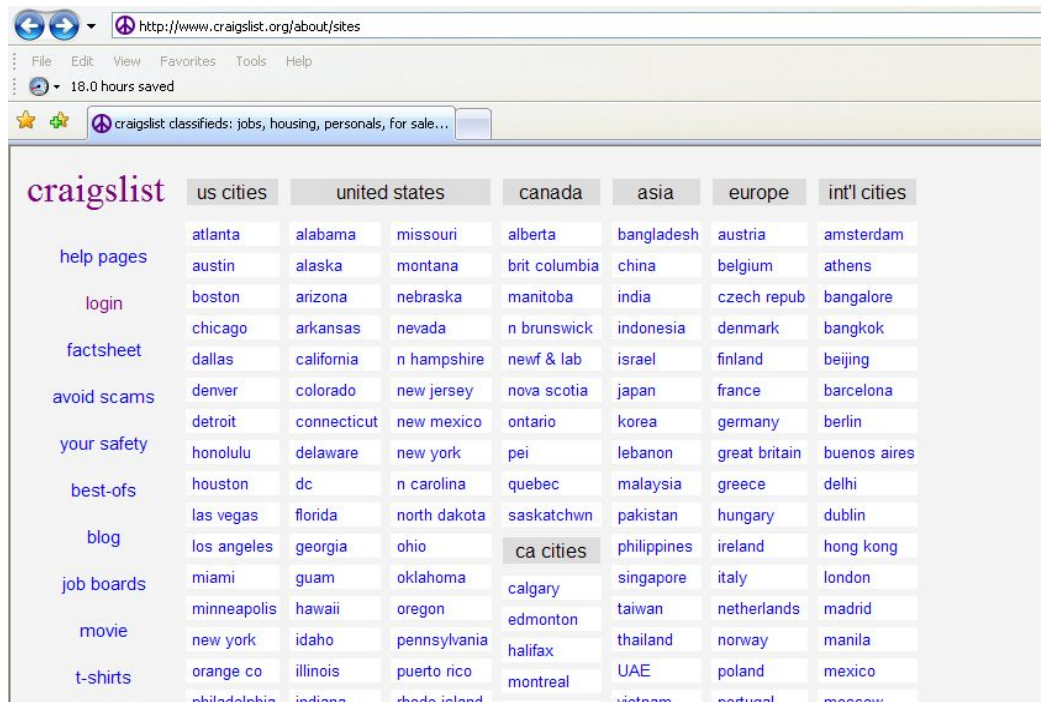 http://www.craigslist.org/about/sites
File Edit View Favorites Tools Help
18.0 hours saved
craigslist classifieds: jobs, housing, personals, for sale...
craigslist
help pages
login
factsheet
avoid scams
your safety
best-ofs
blog
job boards
movie
t-shirts
us cities
atlanta
austin
boston
chicago
dallas
denver
detroit
honolulu
houston
las vegas
los angeles
miami
minneapolis
new york
orange co
philadelphia
united states
alabama
alaska
arizona
arkansas
california
colorado
connecticut
delaware
dc
florida
georgia
guam
hawaii
idaho
illinois
indiana
missouri
montana
nebraska
nevada
n hampshire
new jersey
new mexico
new york
n carolina
north dakota
ohio
oklahoma
oregon
pennsylvania
puerto rico
rhode island
canada
alberta
brit columbia
manitoba
n brunswick
newf & lab
nova scotia
ontario
pei
quebec
saskatchwn
ca cities
calgary
edmonton
halifax
montreal
asia
bangladesh
china
india
indonesia
israel
japan
korea
lebanon
malaysia
pakistan
philippines
singapore
taiwan
thailand
UAE
vietnam
europe
austria
belgium
czech repub
denmark
finland
france
germany
great britain
greece
hungary
ireland
italy
netherlands
norway
poland
portugal
int'l cities
amsterdam
athens
bangalore
bangkok
beijing
barcelona
berlin
buenos aires
delhi
dublin
hong kong
london
madrid
manila
mexico
moscow